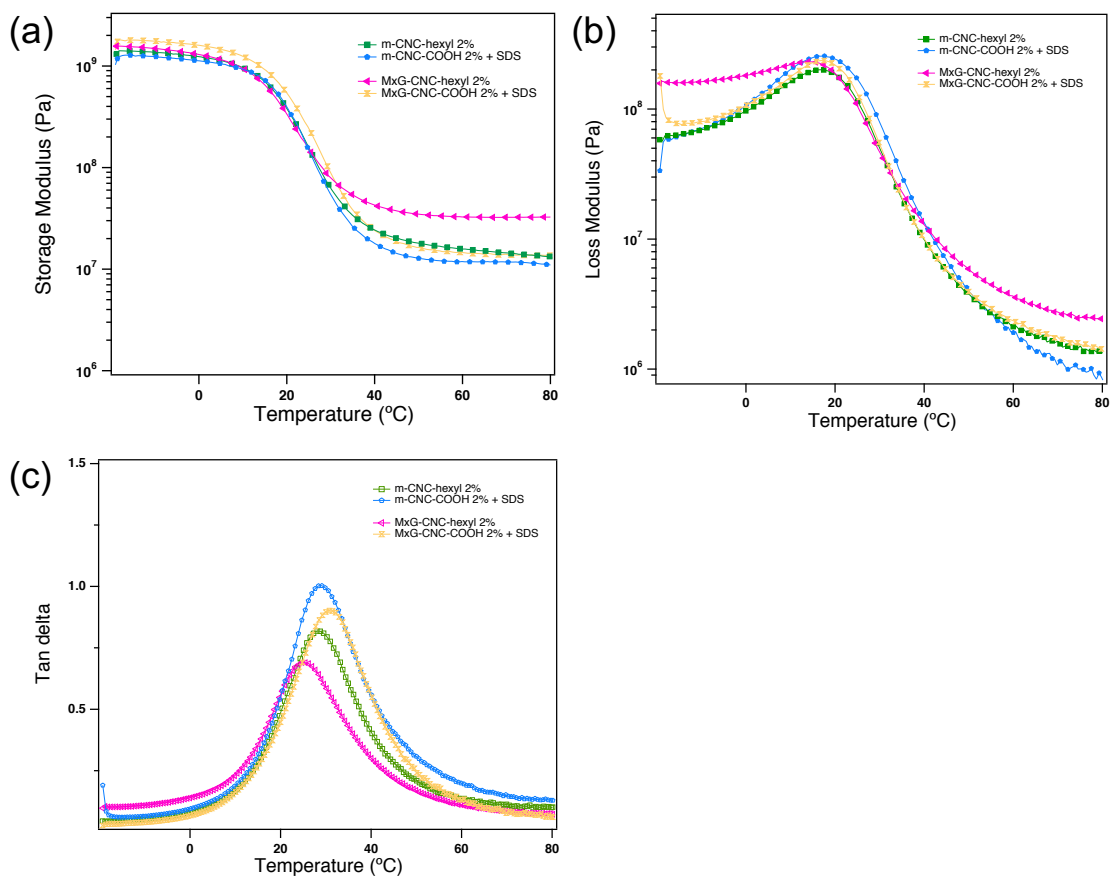 (a)
Storage Modulus (Pa)
10⁹
10⁸
10⁷
10⁶
m-CNC-hexyl 2%
m-CNC-COOH 2% + SDS
MxG-CNC-hexyl 2%
MxG-CNC-COOH 2% + SDS
0 20 40 60 80
Temperature (ºC)
(b)
Loss Modulus (Pa)
10⁸
10⁷
10⁶
m-CNC-hexyl 2%
m-CNC-COOH 2% + SDS
MxG-CNC-hexyl 2%
MxG-CNC-COOH 2% + SDS
0 20 40 60 80
Temperature (ºC)
(c)
Tan delta
1.5
1.0
0.5
m-CNC-hexyl 2%
m-CNC-COOH 2% + SDS
MxG-CNC-hexyl 2%
MxG-CNC-COOH 2% + SDS
0 20 40 60 80
Temperature (ºC)